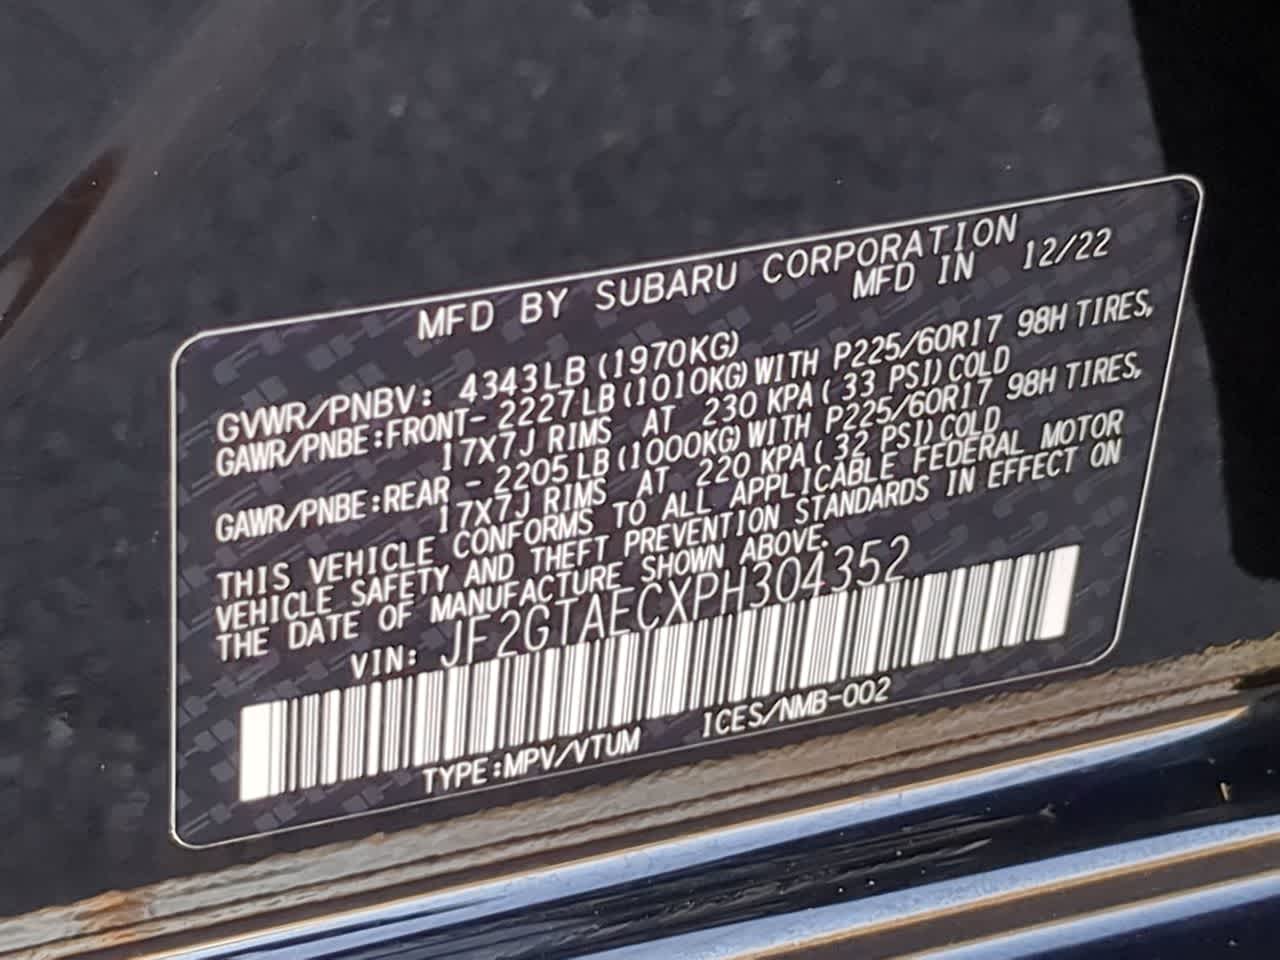 MFD BY SUBARU CORPORATION
MFD IN 12/22
GVWR/PNBV: 4343LB (1970KG)
GAWR/PNBE:FRONT- 2227LB(1010KG)WITH P225/60R17 98H TIRES,
17X7J RIMS AT 230 KPA( 33 PSI)COLD
GAWR/PNBE:REAR - 2205LB(1000KG)WITH P225/60R17 98H TIRES,
17X7J RIMS AT 220 KPA( 32 PSI)COLD
THIS VEHICLE CONFORMS TO ALL APPLICABLE FEDERAL MOTOR
VEHICLE SAFETY AND THEFT PREVENTION STANDARDS IN EFFECT ON
THE DATE OF MANUFACTURE SHOWN ABOVE.
VIN: JF2GTAECXPH304352
TYPE:MPV/VTUM ICES/NMB-002